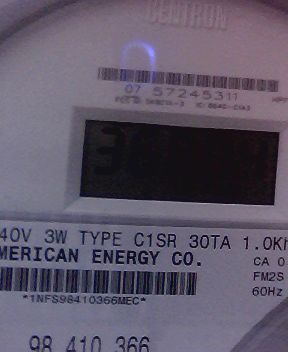 CENTRON
07 57245311
40V 3W TYPE C1SR 30TA 1.0Kh
MERICAN ENERGY CO.
CA 0
FM2S
*1NFS98410366MEC*
60Hz
98 410 366